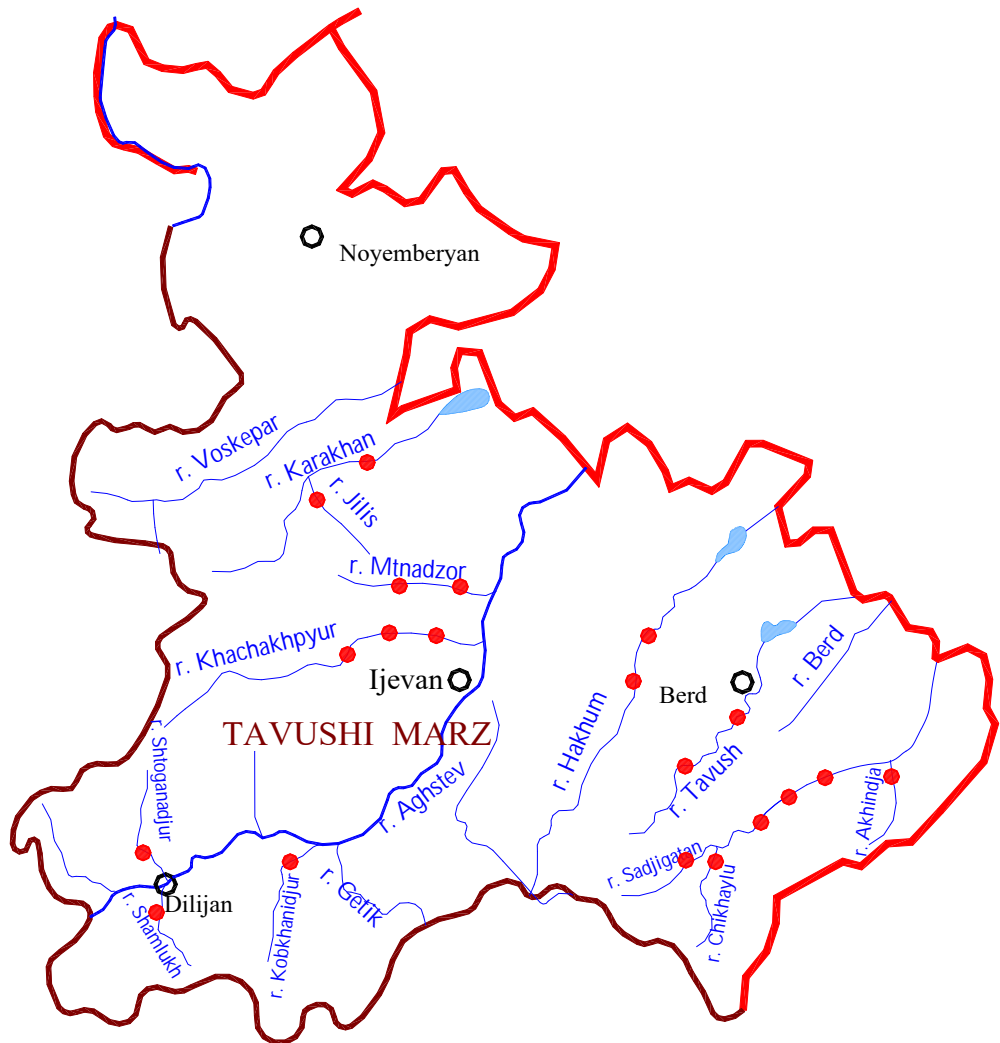 Noyemberyan
r. Voskepar
r. Karakhan
r. Jilis
r. Mtnadzor
r. Khachakhpyur
Ijevan
Berd
r. Berd
r. Hakhum
TAVUSHI MARZ
r. Shtoganadjur
r. Aghstev
r. Tavush
r. Akhindja
r. Sadjigatan
r. Chikhaylu
Dilijan
r. Shamlukh
r. Kobkhanidjur
r. Getik